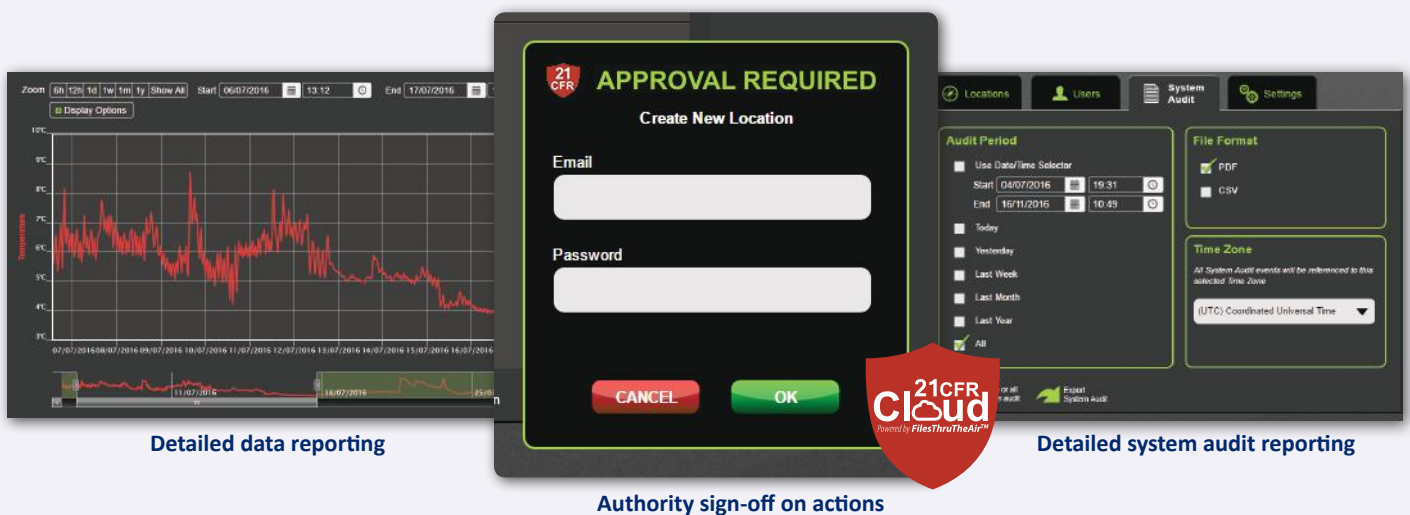 Zoom 6h 12h 1d 1w 1m 1y Show All Start 06/07/2016 13:12 End 17/07/2016
Display Options
10°C
9°C
8°C
7°C
6°C
5°C
4°C
3°C
Temperature
07/07/2016 08/07/2016 09/07/2016 10/07/2016 11/07/2016 12/07/2016 13/07/2016 14/07/2016 15/07/2016 16/07/2016
11/07/2016 18/07/2016 25/07
Detailed data reporting
21
CFR
APPROVAL REQUIRED
Create New Location
Email
Password
CANCEL OK
Authority sign-off on actions
21CFR
Cloud
Powered by FilesThruTheAir™
Locations Users System
Audit Settings
Audit Period
Use Date/Time Selector
Start 04/07/2016 19:31
End 16/11/2016 10:49
Today
Yesterday
Last Week
Last Month
Last Year
All
or all
audit
Export
System Audit
File Format
PDF
CSV
Time Zone
All System Audit events will be referenced to this
selected Time Zone
(UTC) Coordinated Universal Time
Detailed system audit reporting